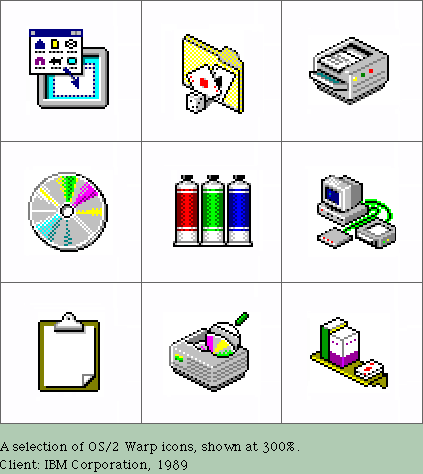 A selection of OS/2 Warp icons, shown at 300%.
Client: IBM Corporation, 1989